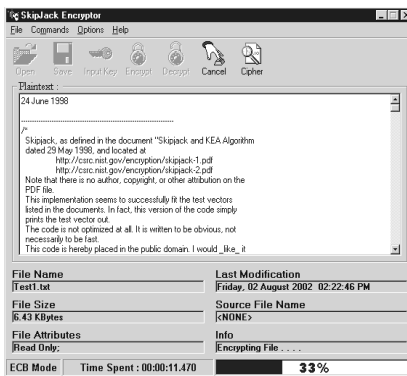 SkipJack Encryptor
File Commands Options Help
Open Save Input Key Encrypt Decrypt Cancel Cipher
Plaintext :
24 June 1998
--------------------------------------------------------
/*
Skipjack, as defined in the document "Skipjack and KEA Algorithm
dated 29 May 1998, and located at
http://csrc.nist.gov/encryption/skipjack-1.pdf
http://csrc.nist.gov/encryption/skipjack-2.pdf
Note that there is no author, copyright, or other attribution on the
PDF file.
This implementation seems to successfully fit the test vectors
listed in the documents. In fact, this version of the code simply
prints the test vector out.
The code is not optimized at all. It is written to be obvious, not
necessarily to be fast.
This code is hereby placed in the public domain. I would _like_ it
File Name
Test1.txt
Last Modification
Friday, 02 August 2002 02:22:46 PM
File Size
6.43 KBytes
Source File Name
<NONE>
File Attributes
Read Only;
Info
Encrypting File . . . .
ECB Mode Time Spent : 00:00:11.470 33%